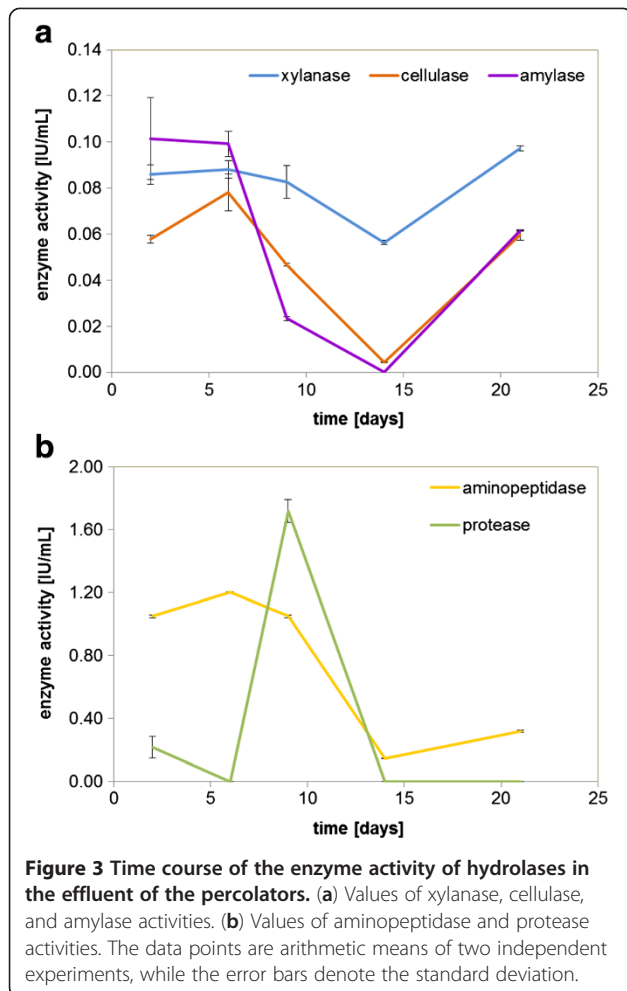 a
xylanase cellulase amylase
0.14
0.12
0.10
0.08
0.06
0.04
0.02
0.00
enzyme activity [IU/mL]
0 5 10 15 20 25
time [days]
b
aminopeptidase
protease
2.00
1.60
1.20
0.80
0.40
0.00
enzyme activity [IU/mL]
0 5 10 15 20 25
time [days]
Figure 3 Time course of the enzyme activity of hydrolases in
the effluent of the percolators. (a) Values of xylanase, cellulase,
and amylase activities. (b) Values of aminopeptidase and protease
activities. The data points are arithmetic means of two independent
experiments, while the error bars denote the standard deviation.